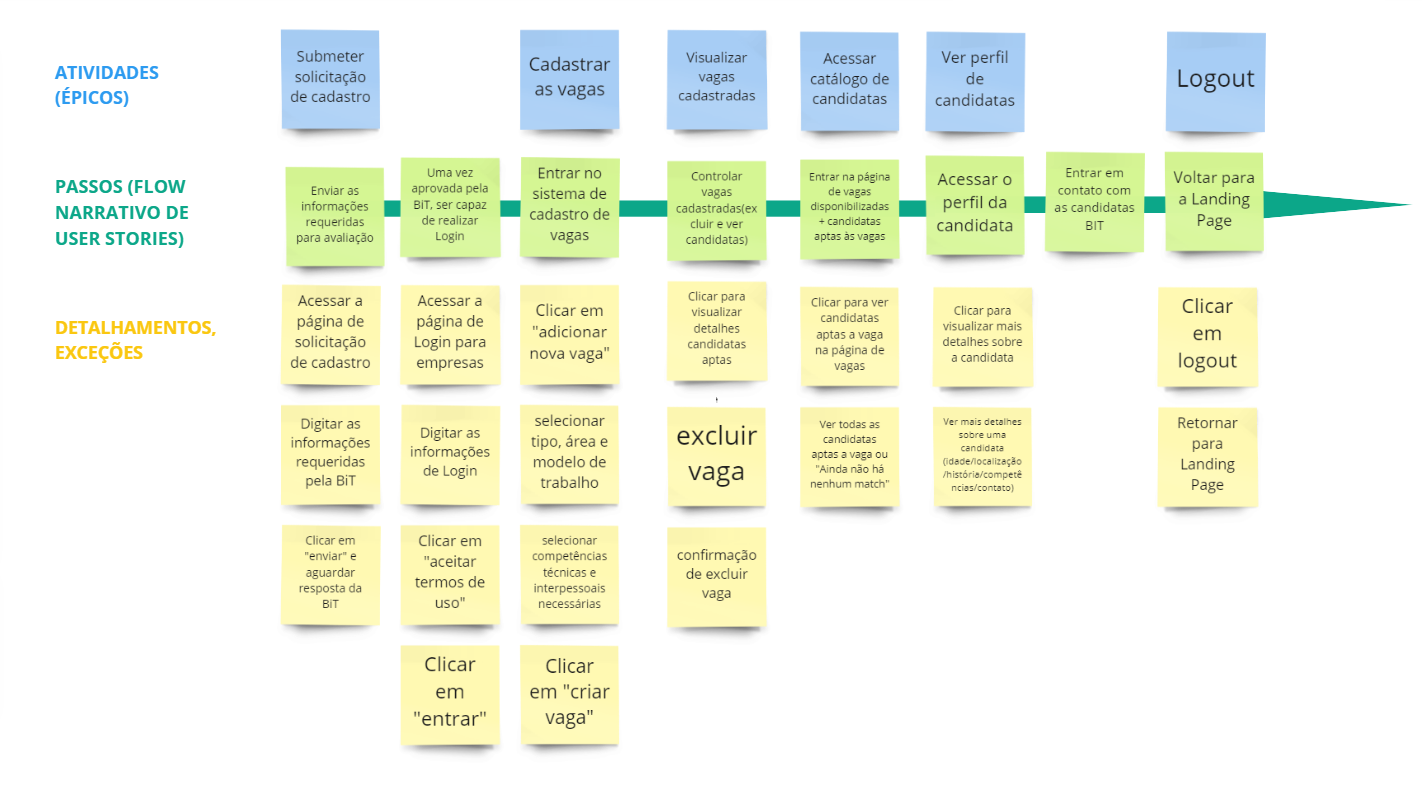 ATIVIDADES
(ÉPICOS)
Submeter
solicitação
de cadastro
Cadastrar
as vagas
Visualizar
vagas
cadastradas
Acessar
catálogo de
candidatas
Ver perfil
de
candidatas
Logout
PASSOS (FLOW
NARRATIVO DE
USER STORIES)
Enviar as
informações
requeridas
para avaliação
Uma vez
aprovada pela
BiT, ser capaz
de realizar
Login
Entrar no
sistema de
cadastro de
vagas
Controlar
vagas
cadastradas(ex
cluir e ver
candidatas)
Entrar na página
de vagas
disponibilizadas
+ candidatas
aptas às vagas
Acessar o
perfil da
candidata
Entrar em
contato com
as candidatas
BIT
Voltar para
a Landing
Page
DETALHAMENTOS,
EXCEÇÕES
Acessar a
página de
solicitação
de cadastro
Acessar a
página de
Login para
empresas
Clicar em
"adicionar
nova vaga"
Clicar para
visualizar
detalhes
candidatas
aptas
Clicar para ver
candidatas
aptas a vaga
na página de
vagas
Clicar para
visualizar mais
detalhes sobre
a candidata
Clicar
em
logout
,
Digitar as
informações
requeridas
pela BiT
Digitar as
informações
de Login
selecionar
tipo, área e
modelo de
trabalho
excluir
vaga
Ver todas as
candidatas
aptas a vaga ou
"Ainda não há
nenhum match"
Ver mais detalhes
sobre uma
candidata
(idade/localização
/história/competê
ncias/contato)
Retornar
para
Landing
Page
Clicar em
"enviar" e
aguardar
resposta da
BiT
Clicar em
"aceitar
termos de
uso"
selecionar
competências
técnicas e
interpessoais
necessárias
confirmação
de excluir
vaga
Clicar
em
"entrar"
Clicar
em "criar
vaga"